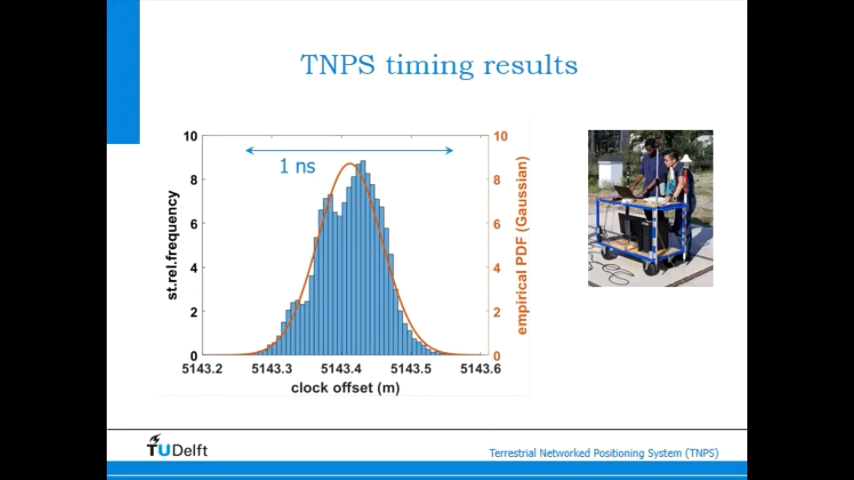 TNPS timing results
10
8
6
4
2
0
st.rel.frequency
1 ns
10
8
6
4
2
0
empirical PDF (Gaussian)
5143.2 5143.3 5143.4 5143.5 5143.6
clock offset (m)
TUDelft
Terrestrial Networked Positioning System (TNPS)